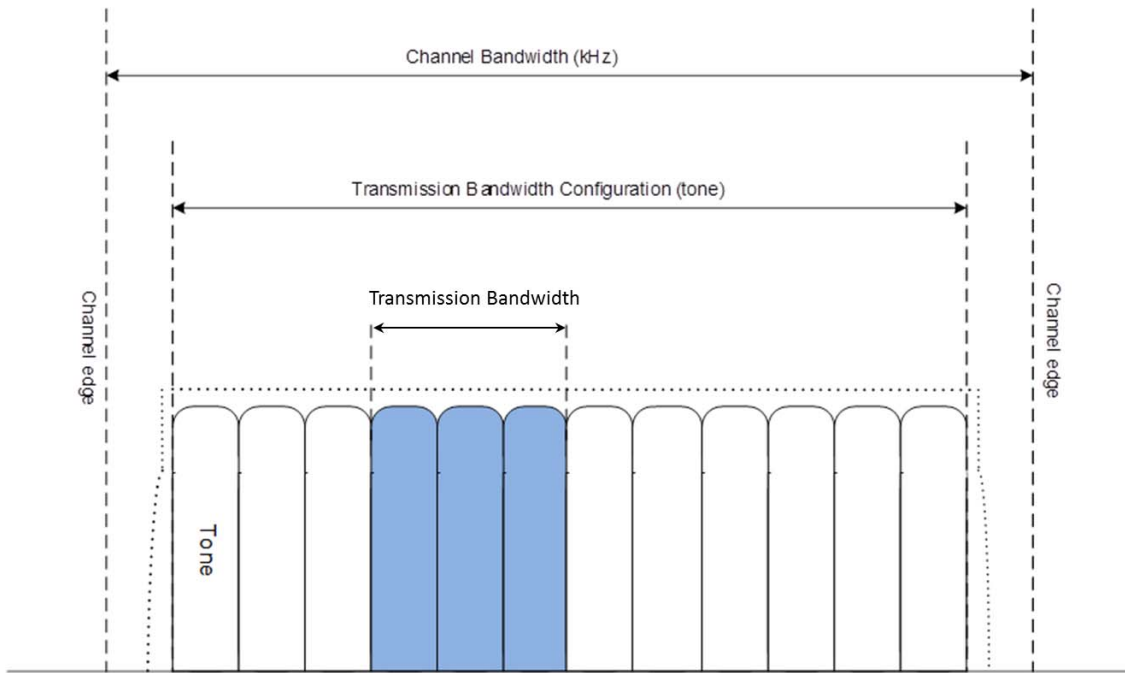 Channel Bandwidth (kHz)
Transmission Bandwidth Configuration (tone)
Transmission Bandwidth
Channel edge
Channel edge
Tone